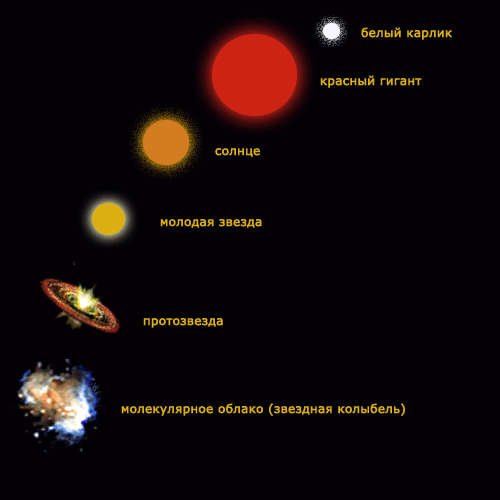 белый карлик
красный гигант
солнце
молодая звезда
протозвезда
молекулярное облако (звездная колыбель)